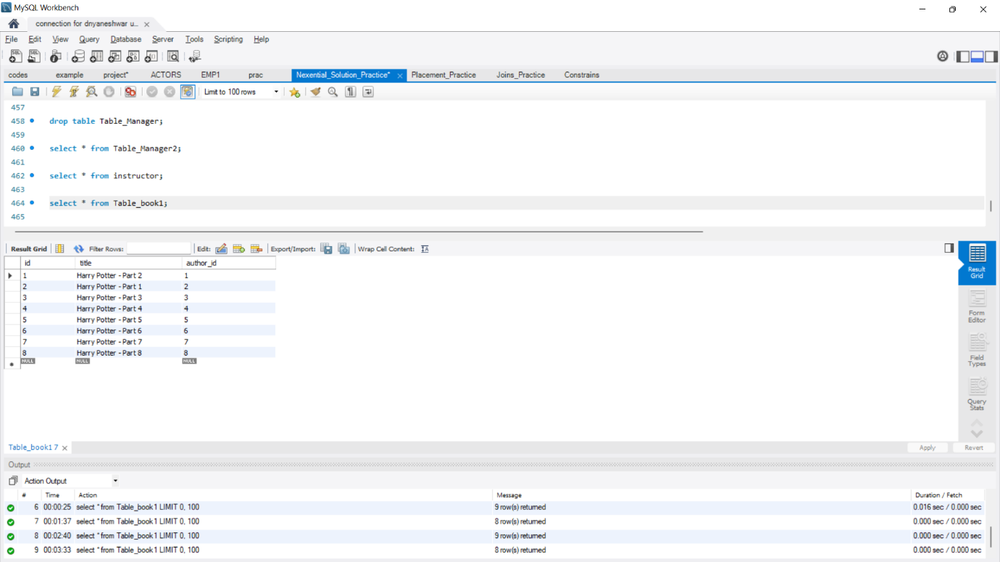 MySQL Workbench
connection for dnyaneshwar u...
File Edit View Query Database Server Tools Scripting Help
codes example project* ACTORS EMP1 prac Nexential_Solution_Practice* Placement_Practice Joins_Practice Constrains
Limit to 100 rows
457
458 drop table Table_Manager;
459
460 select * from Table_Manager2;
461
462 select * from instructor;
463
464 select * from Table_book1;
465
Result Grid Filter Rows: Edit: Export/Import: Wrap Cell Content:
id title author_id
1 Harry Potter - Part 2 1
2 Harry Potter - Part 1 2
3 Harry Potter - Part 3 3
4 Harry Potter - Part 4 4
5 Harry Potter - Part 5 5
6 Harry Potter - Part 6 6
7 Harry Potter - Part 7 7
8 Harry Potter - Part 8 8
NULL NULL NULL
Result
Grid
Form
Editor
Field
Types
Query
Stats
Table_book1 7 Apply Revert
Output
Action Output
# Time Action Message Duration / Fetch
6 00:00:25 select * from Table_book1 LIMIT 0, 100 9 row(s) returned 0.016 sec / 0.000 sec
7 00:01:37 select * from Table_book1 LIMIT 0, 100 8 row(s) returned 0.000 sec / 0.000 sec
8 00:02:40 select * from Table_book1 LIMIT 0, 100 9 row(s) returned 0.000 sec / 0.000 sec
9 00:03:33 select * from Table_book1 LIMIT 0, 100 8 row(s) returned 0.000 sec / 0.000 sec